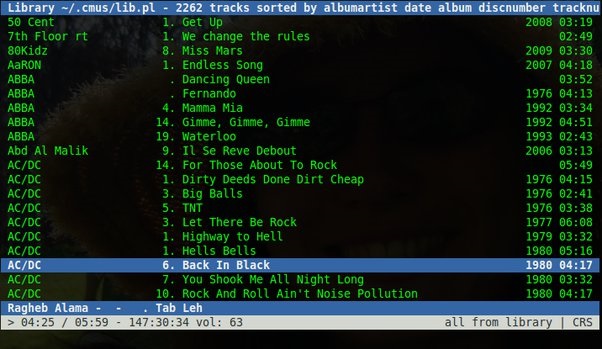 Library ~/.cmus/lib.pl - 2262 tracks sorted by albumartist date album discnumber tracknu
50 Cent 1. Get Up 2008 03:19
7th Floor rt 1. We change the rules 02:49
80Kidz 8. Miss Mars 2009 03:30
AaRON 1. Endless Song 2007 04:18
ABBA . Dancing Queen 03:52
ABBA . Fernando 1976 04:13
ABBA 4. Mamma Mia 1992 03:34
ABBA 14. Gimme, Gimme, Gimme 1992 04:51
ABBA 19. Waterloo 1993 02:43
Abd Al Malik 9. Il Se Reve Debout 2006 03:13
AC/DC 14. For Those About To Rock 05:49
AC/DC 1. Dirty Deeds Done Dirt Cheap 1976 04:15
AC/DC 3. Big Balls 1976 02:41
AC/DC 5. TNT 1976 03:38
AC/DC 3. Let There Be Rock 1977 06:08
AC/DC 1. Highway to Hell 1979 03:32
AC/DC 1. Hells Bells 1980 05:16
AC/DC 6. Back In Black 1980 04:17
AC/DC 7. You Shook Me All Night Long 1980 03:32
AC/DC 10. Rock And Roll Ain't Noise Pollution 1980 04:17
Ragheb Alama - - . Tab Leh
> 04:25 / 05:59 - 147:30:34 vol: 63 all from library | CRS